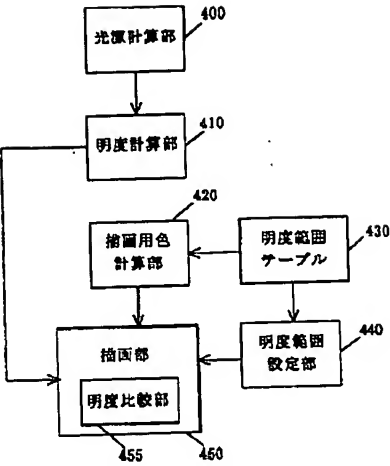 400
光源計算部
410
明度計算部
420
描画用色
計算部
明度範囲
テーブル
430
描画部
明度範囲
設定部
440
明度比較部
455
450